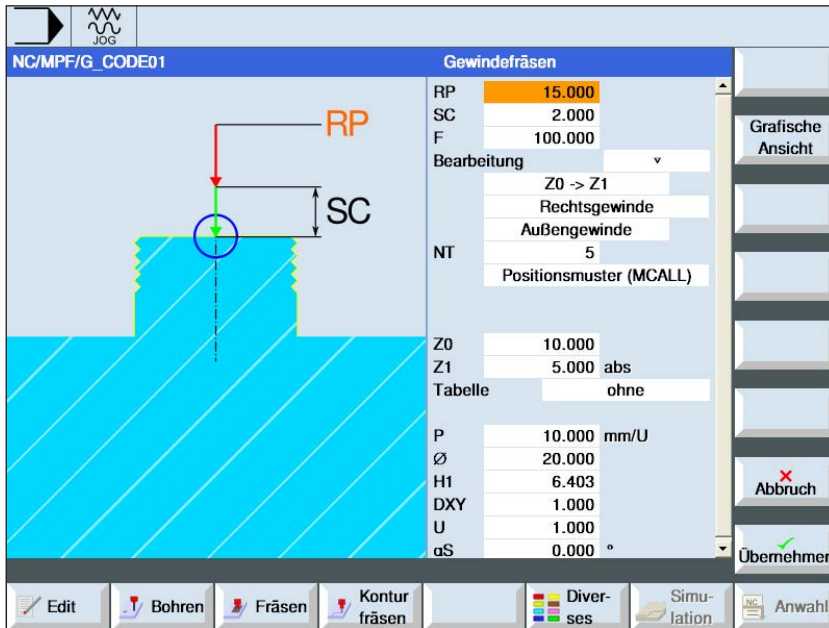 JOG
NC/MPF/G_CODE01
Gewindefräsen
RP
SC
RP 15.000
SC 2.000
F 100.000
Bearbeitung ▿
Z0 -> Z1
Rechtsgewinde
Außengewinde
NT 5
Positionsmuster (MCALL)
Z0 10.000
Z1 5.000 abs
Tabelle ohne
P 10.000 mm/U
Ø 20.000
H1 6.403
DXY 1.000
U 1.000
αS 0.000 °
Grafische
Ansicht
Abbruch
Übernehmen
Edit
Bohren
Fräsen
Kontur
fräsen
Diver-
ses
Simu-
lation
NC
Anwahl